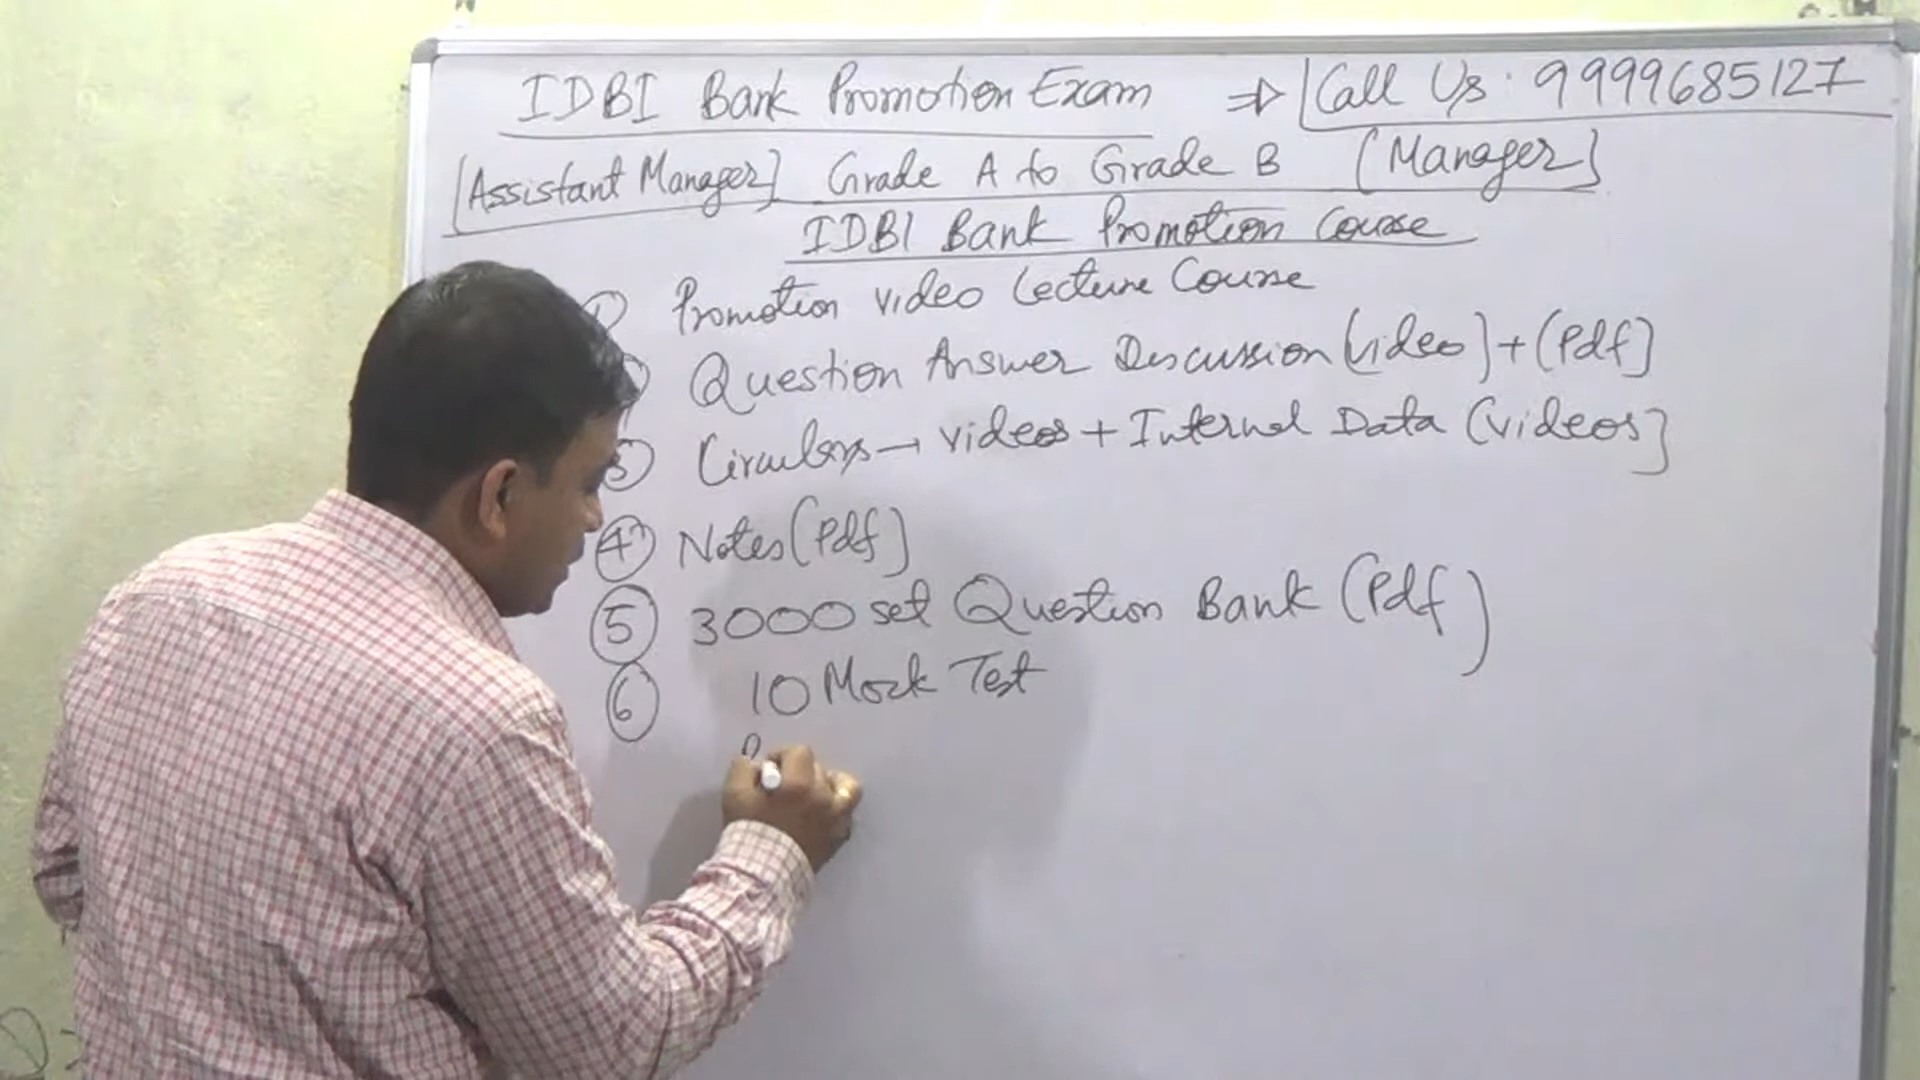 IDBI Bank Promotion Exam ⇒ Call Us: 9999685127
[Assistant Manager] Grade A to Grade B [Manager]
IDBI Bank Promotion Course
① Promotion video Lecture Course
Question Answer Discussion (video] + (Pdf]
③ Circulars → videos + Internal Data (videos]
④ Notes (Pdf]
⑤ 3000 set Question Bank (Pdf)
⑥ 10 Mock Test